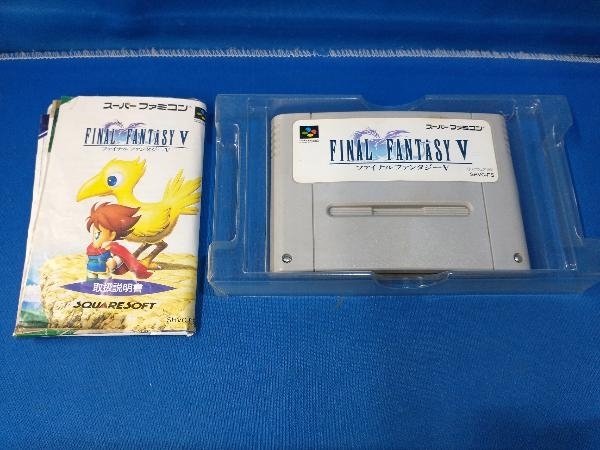 スーパーファミコン
FINAL FANTASY V
ファイナルファンタジーV
取扱説明書
SQUARESOFT
スーパーファミコン
FINAL FANTASY V
ファイナルファンタジーV
SHVC-F5